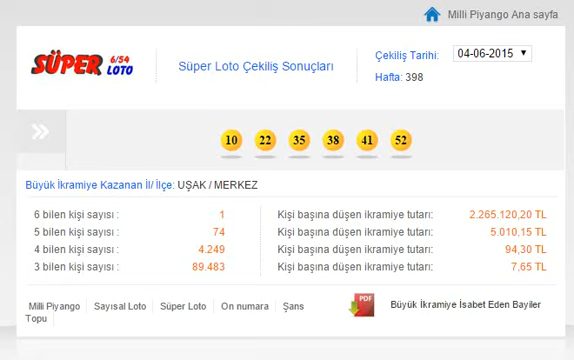 Milli Piyango Ana sayfa
SÜPER 6/54 LOTO
Süper Loto Çekiliş Sonuçları
Çekiliş Tarihi: 04-06-2015
Hafta: 398
10 22 35 38 41 52
Büyük İkramiye Kazanan İl/ İlçe: UŞAK / MERKEZ
6 bilen kişi sayısı : 1 Kişi başına düşen ikramiye tutarı: 2.265.120,20 TL
5 bilen kişi sayısı : 74 Kişi başına düşen ikramiye tutarı: 5.010,15 TL
4 bilen kişi sayısı : 4.249 Kişi başına düşen ikramiye tutarı: 94,30 TL
3 bilen kişi sayısı : 89.483 Kişi başına düşen ikramiye tutarı: 7,65 TL
Milli Piyango Sayısal Loto Süper Loto On numara Şans
Topu
PDF
Büyük İkramiye İsabet Eden Bayiler